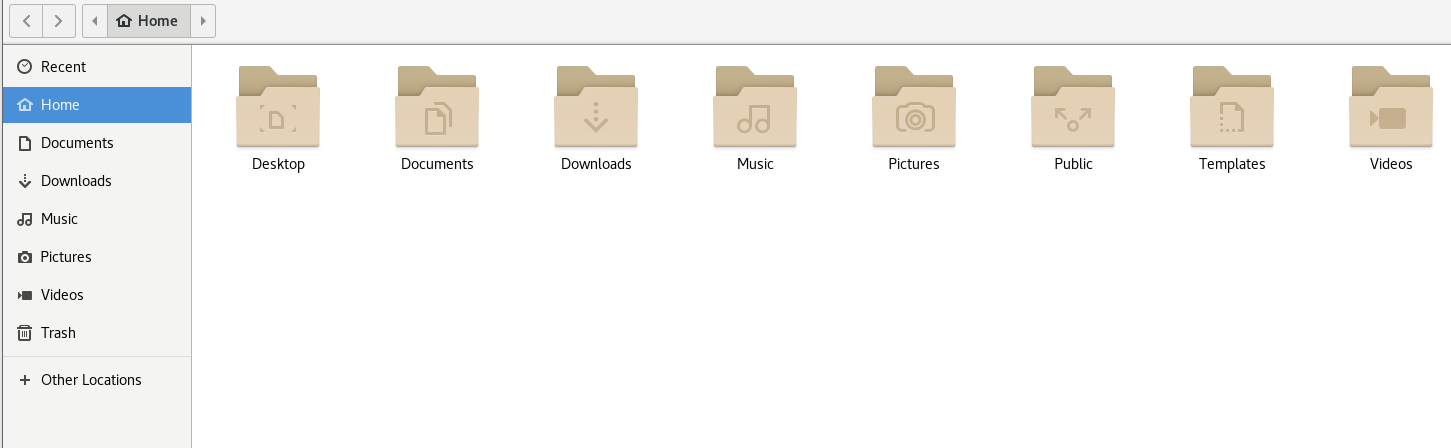 Home
Recent
Home
Documents
Downloads
Music
Pictures
Videos
Trash
Other Locations
Desktop
Documents
Downloads
Music
Pictures
Public
Templates
Videos